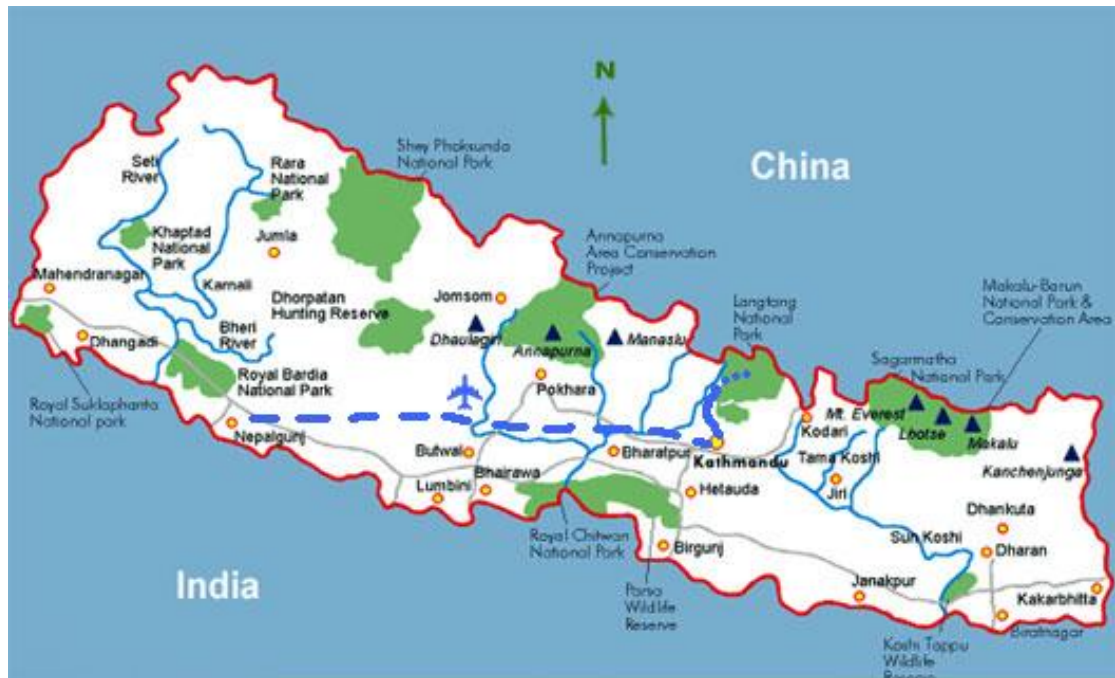 N
China
Shey Phoksundo
National Park
Seti
River
Rara
National
Park
Khaptad
National
Park
Jumla
Annapurna
Area Conservation
Project
Mahendranagar
Karnali
Dhorpatan
Hunting Reserve
Jomsom
Langtang
National
Park
Makalu-Barun
National Park &
Conservation Area
Dhangadi
Bheri
River
Dhaulagiri
Annapurna
Manaslu
Sagarmatha
National Park
Royal Bardia
National Park
Pokhara
Royal Suklaphanta
National park
Mt. Everest
Lhotse
Makalu
Kodari
Nepalgunj
Butwal
Bharatpur
Kathmandu
Tama Koshi
Kanchenjunga
Bhairawa
Lumbini
Hetauda
Jiri
Dhankuta
Royal Chitwan
National Park
Birgunj
Sun Koshi
Dharan
India
Parsa
Wildlife
Reserve
Janakpur
Kakarbhitta
Biratnagar
Koshi Tappu
Wildlife
Reserve